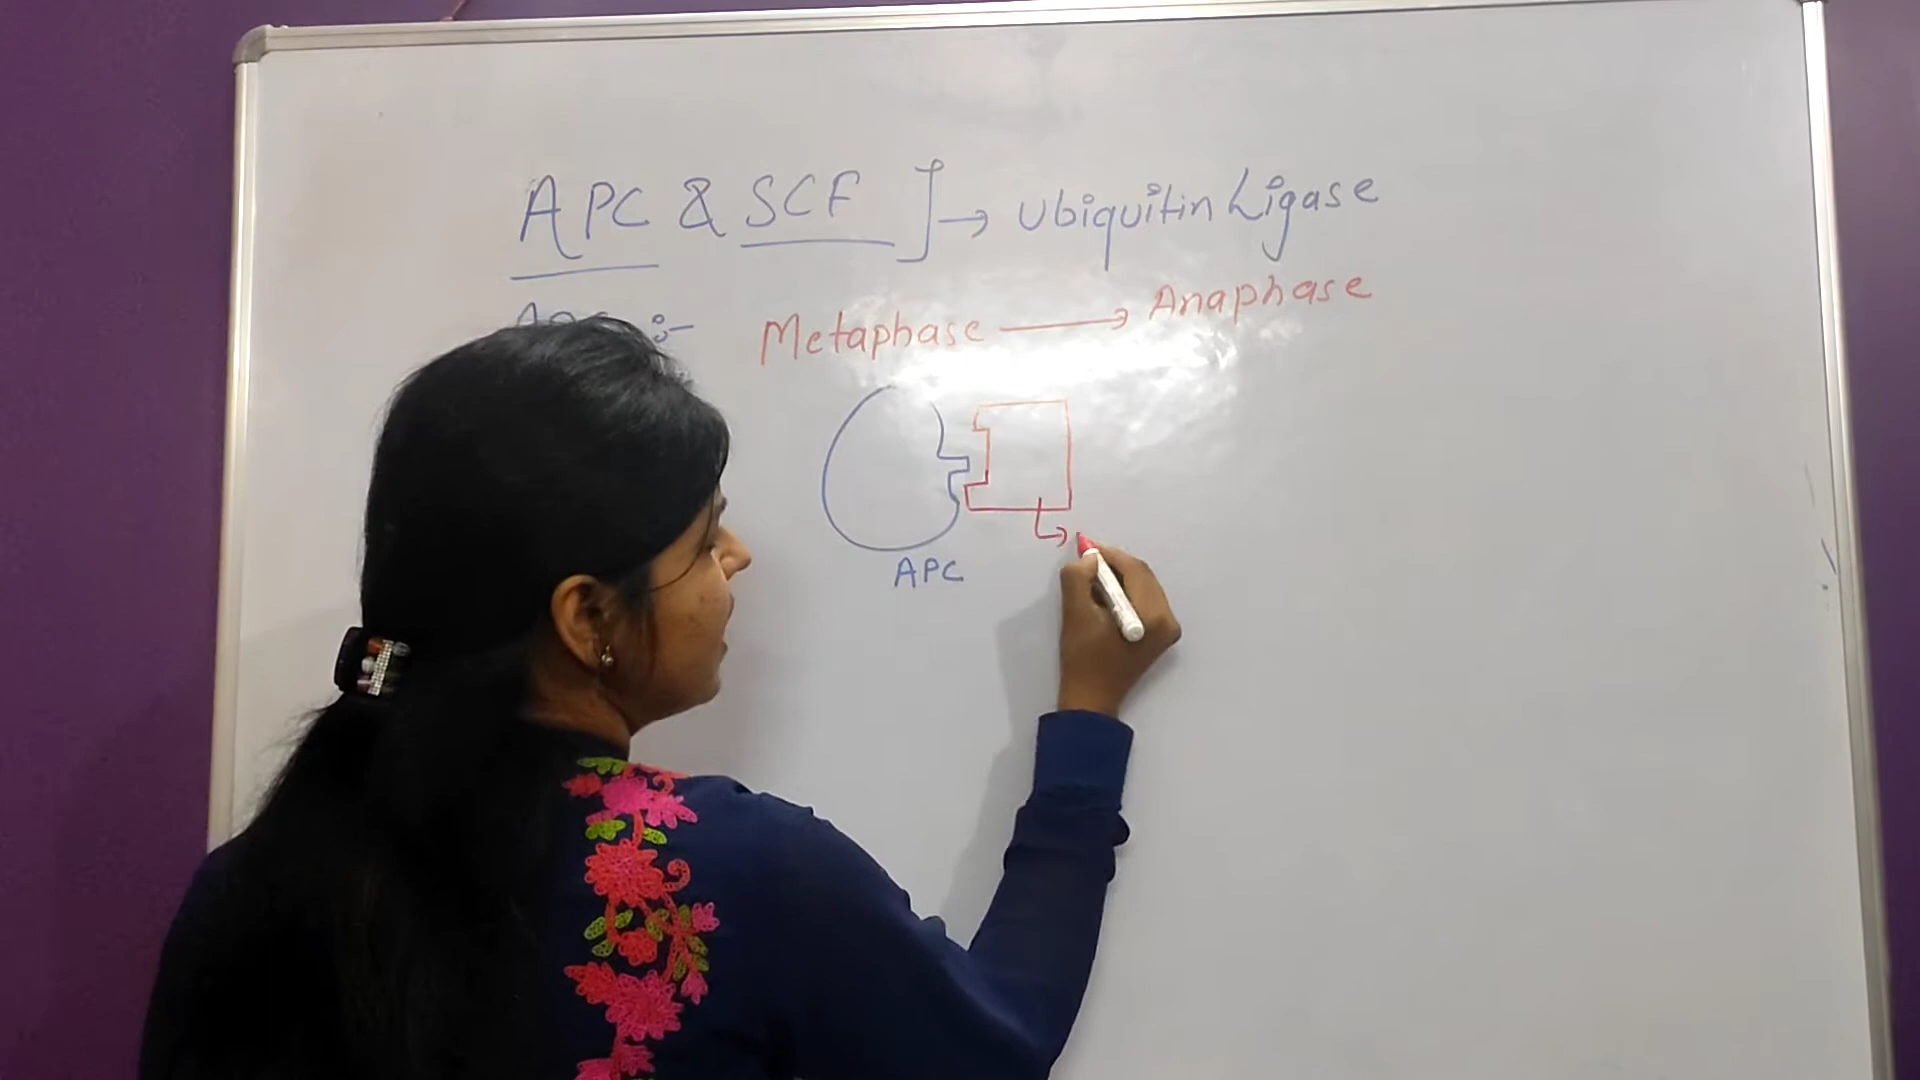 APC & SCF ] → Ubiquitin Ligase
:- Metaphase → Anaphase
APC